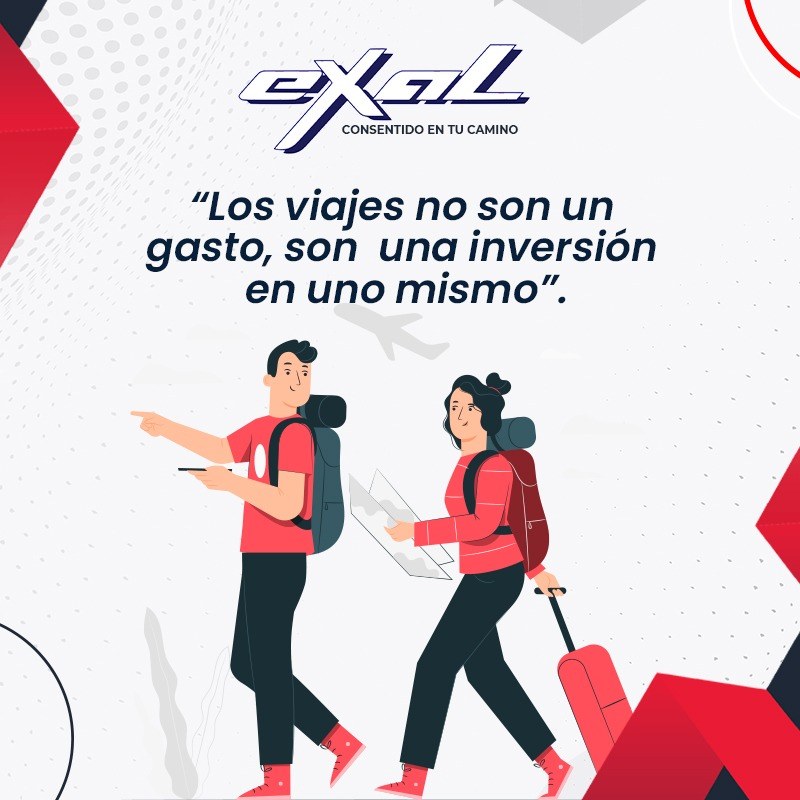 exal
CONSENTIDO EN TU CAMINO
“Los viajes no son un
gasto, son una inversión
en uno mismo”.